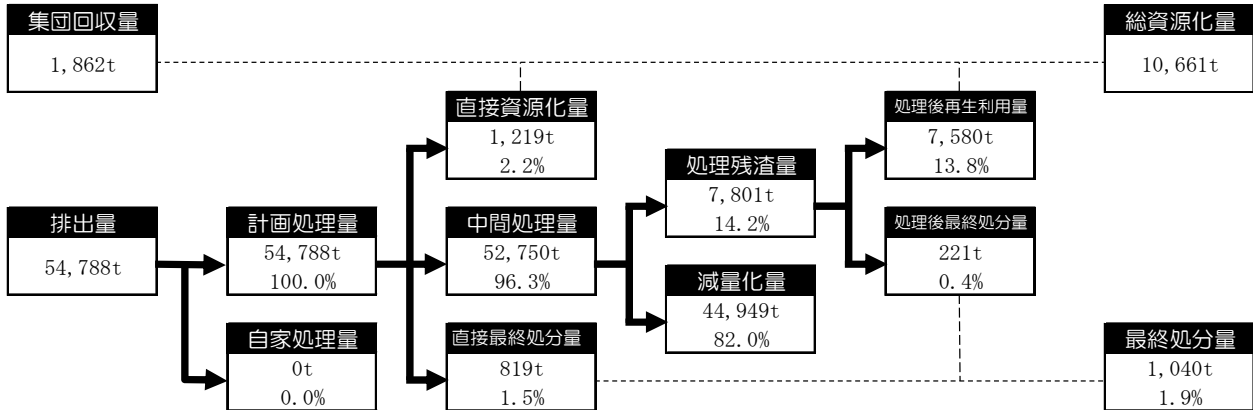 集団回収量
1,862t
総資源化量
10,661t
直接資源化量
1,219t
2.2%
処理後再生利用量
7,580t
13.8%
処理残渣量
7,801t
14.2%
排出量
54,788t
計画処理量
54,788t
100.0%
中間処理量
52,750t
96.3%
処理後最終処分量
221t
0.4%
減量化量
44,949t
82.0%
自家処理量
0t
0.0%
直接最終処分量
819t
1.5%
最終処分量
1,040t
1.9%